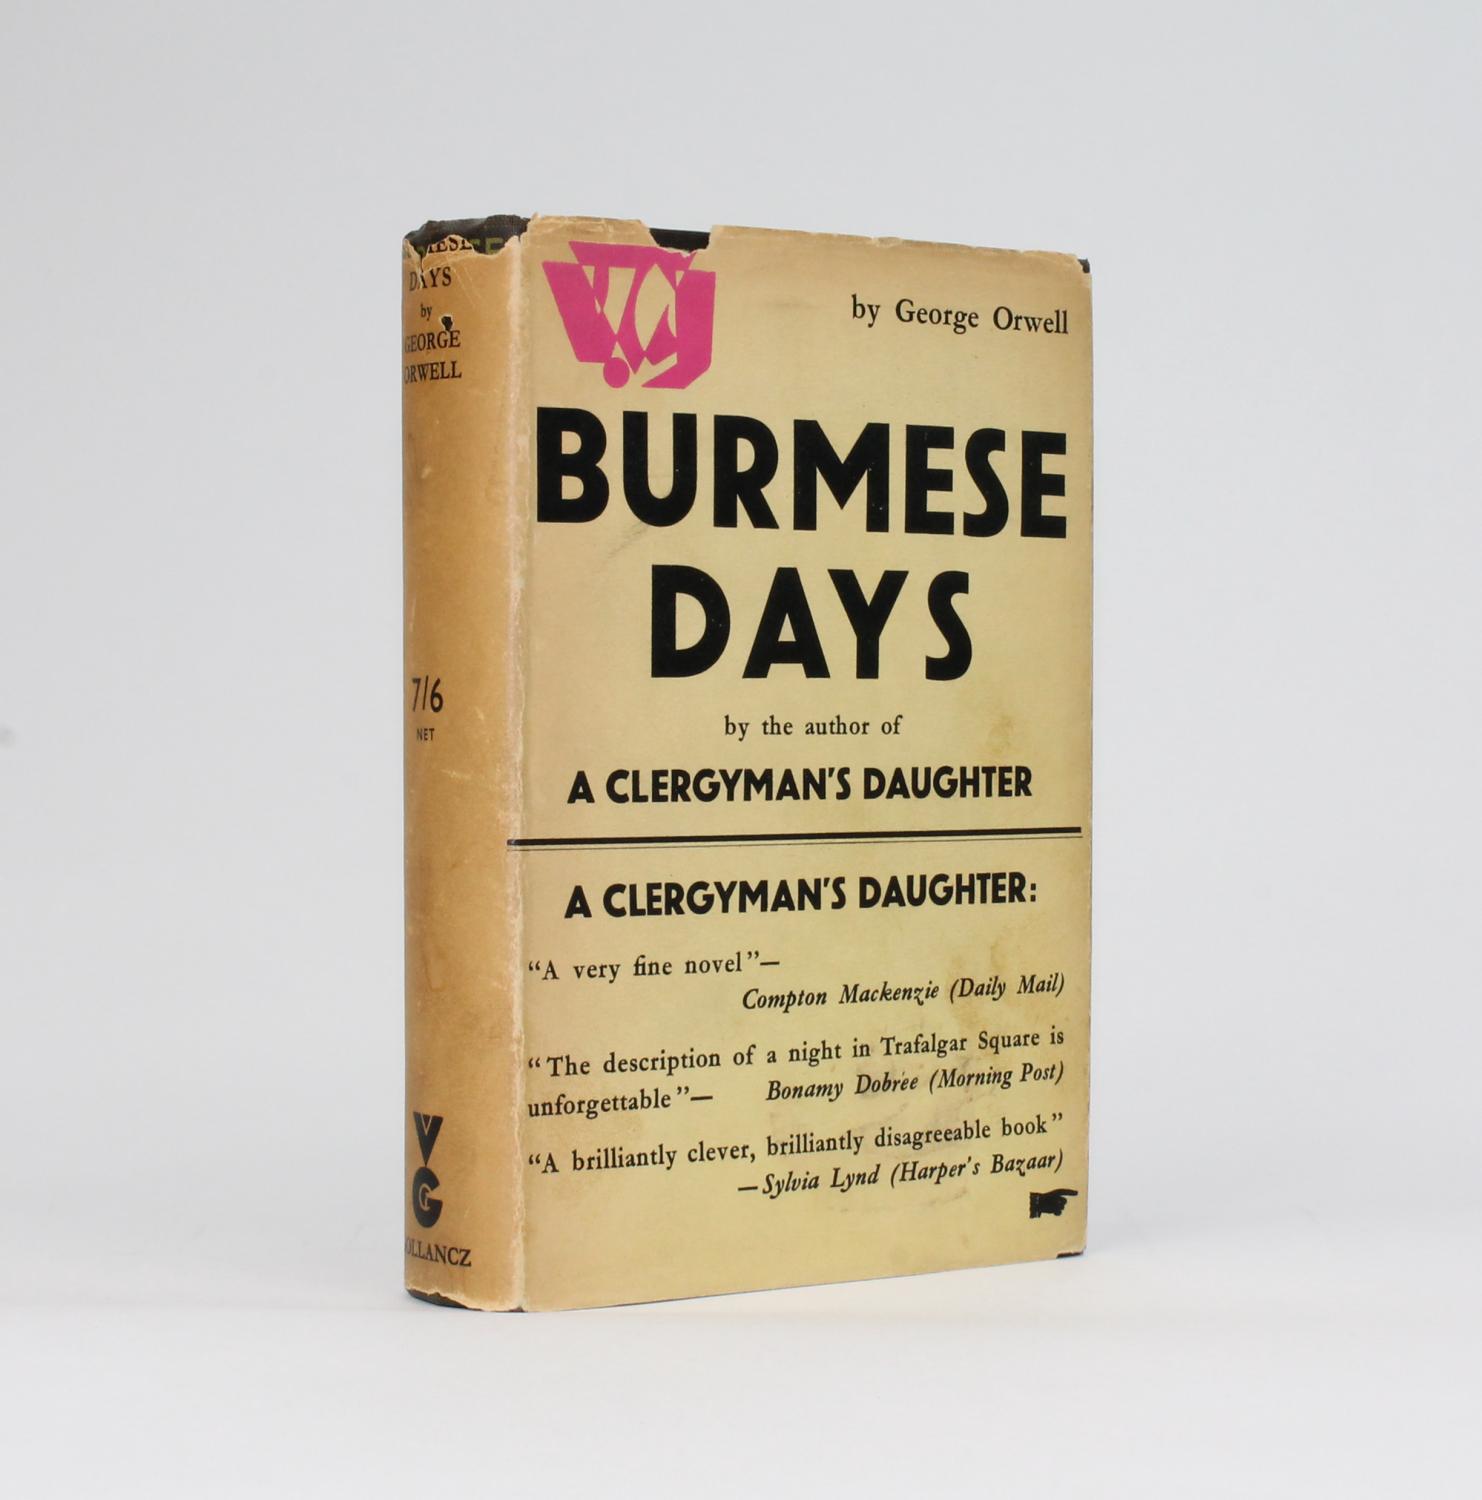 DAYS
by
GEORGE
ORWELL
7/6
NET
VG
by George Orwell
BURMESE
DAYS
by the author of
A CLERGYMAN'S DAUGHTER
A CLERGYMAN'S DAUGHTER:
“A very fine novel”—
Compton Mackenzie (Daily Mail)
“The description of a night in Trafalgar Square is
unforgettable”— Bonamy Dobrée (Morning Post)
“A brilliantly clever, brilliantly disagreeable book”
—Sylvia Lynd (Harper's Bazaar)